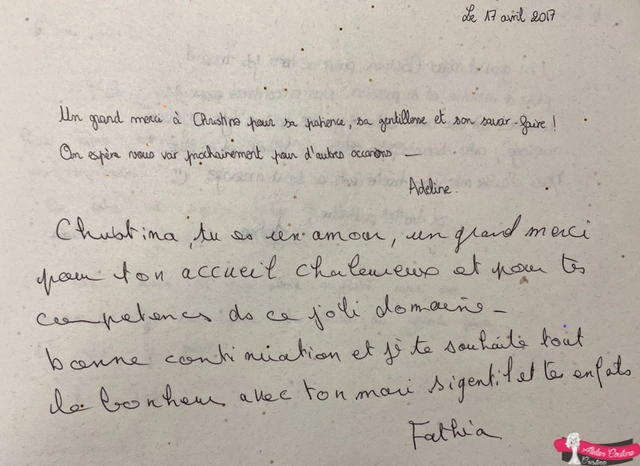 Le 17 avril 2017
Un grand merci à Christina pour sa patience, sa gentillesse et son savoir-faire !
On espère vous voir prochainement pour d'autres occasions. —
Adeline.
Christina, tu es un amour, un grand merci
pour ton accueil chaleureux et pour tes
compétences ds ce joli domaine –
bonne continuation et je te souhaite tout
le bonheur avec ton mari si gentil et tes enfats
Fathia
Atelier Couture